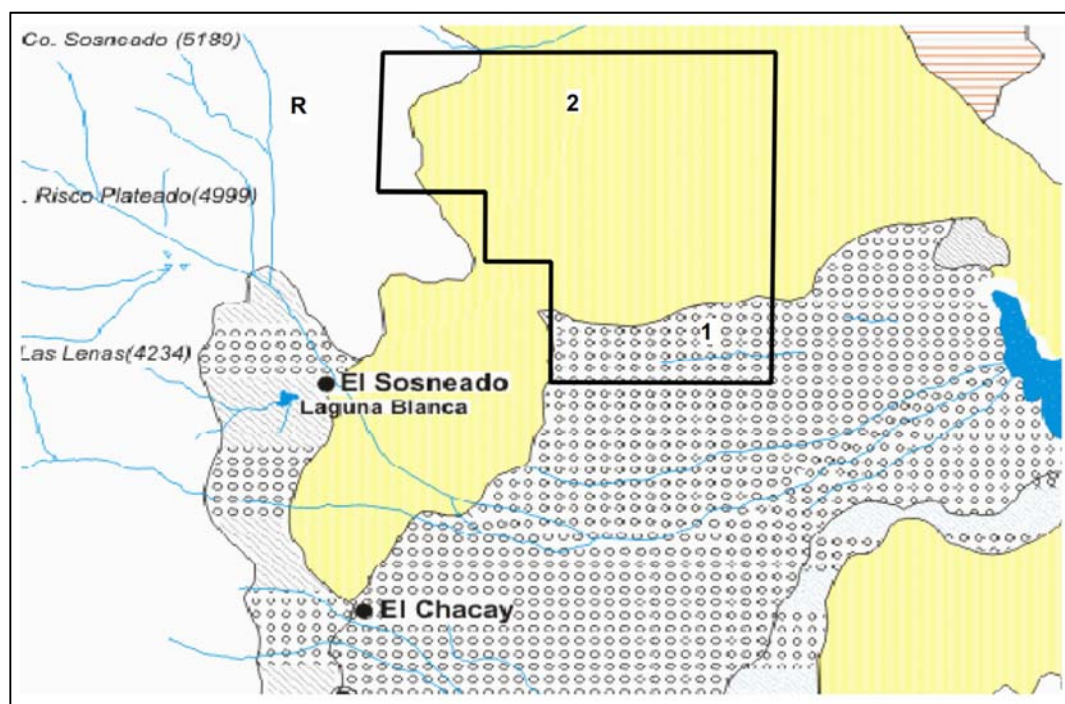 Co. Sosneado (5189)
R
2
. Risco Plateado(4999)
1
Las Lenas(4234)
El Sosneado
Laguna Blanca
El Chacay